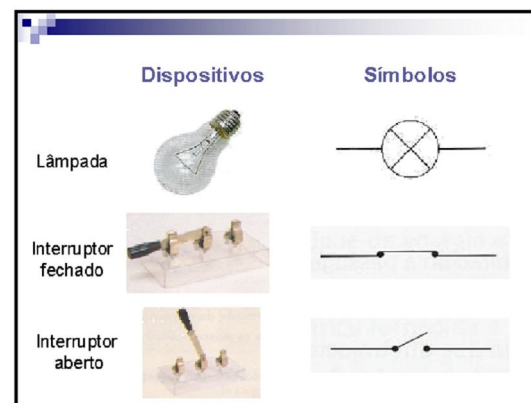 Dispositivos Símbolos
Lâmpada
Interruptor
fechado
Interruptor
aberto